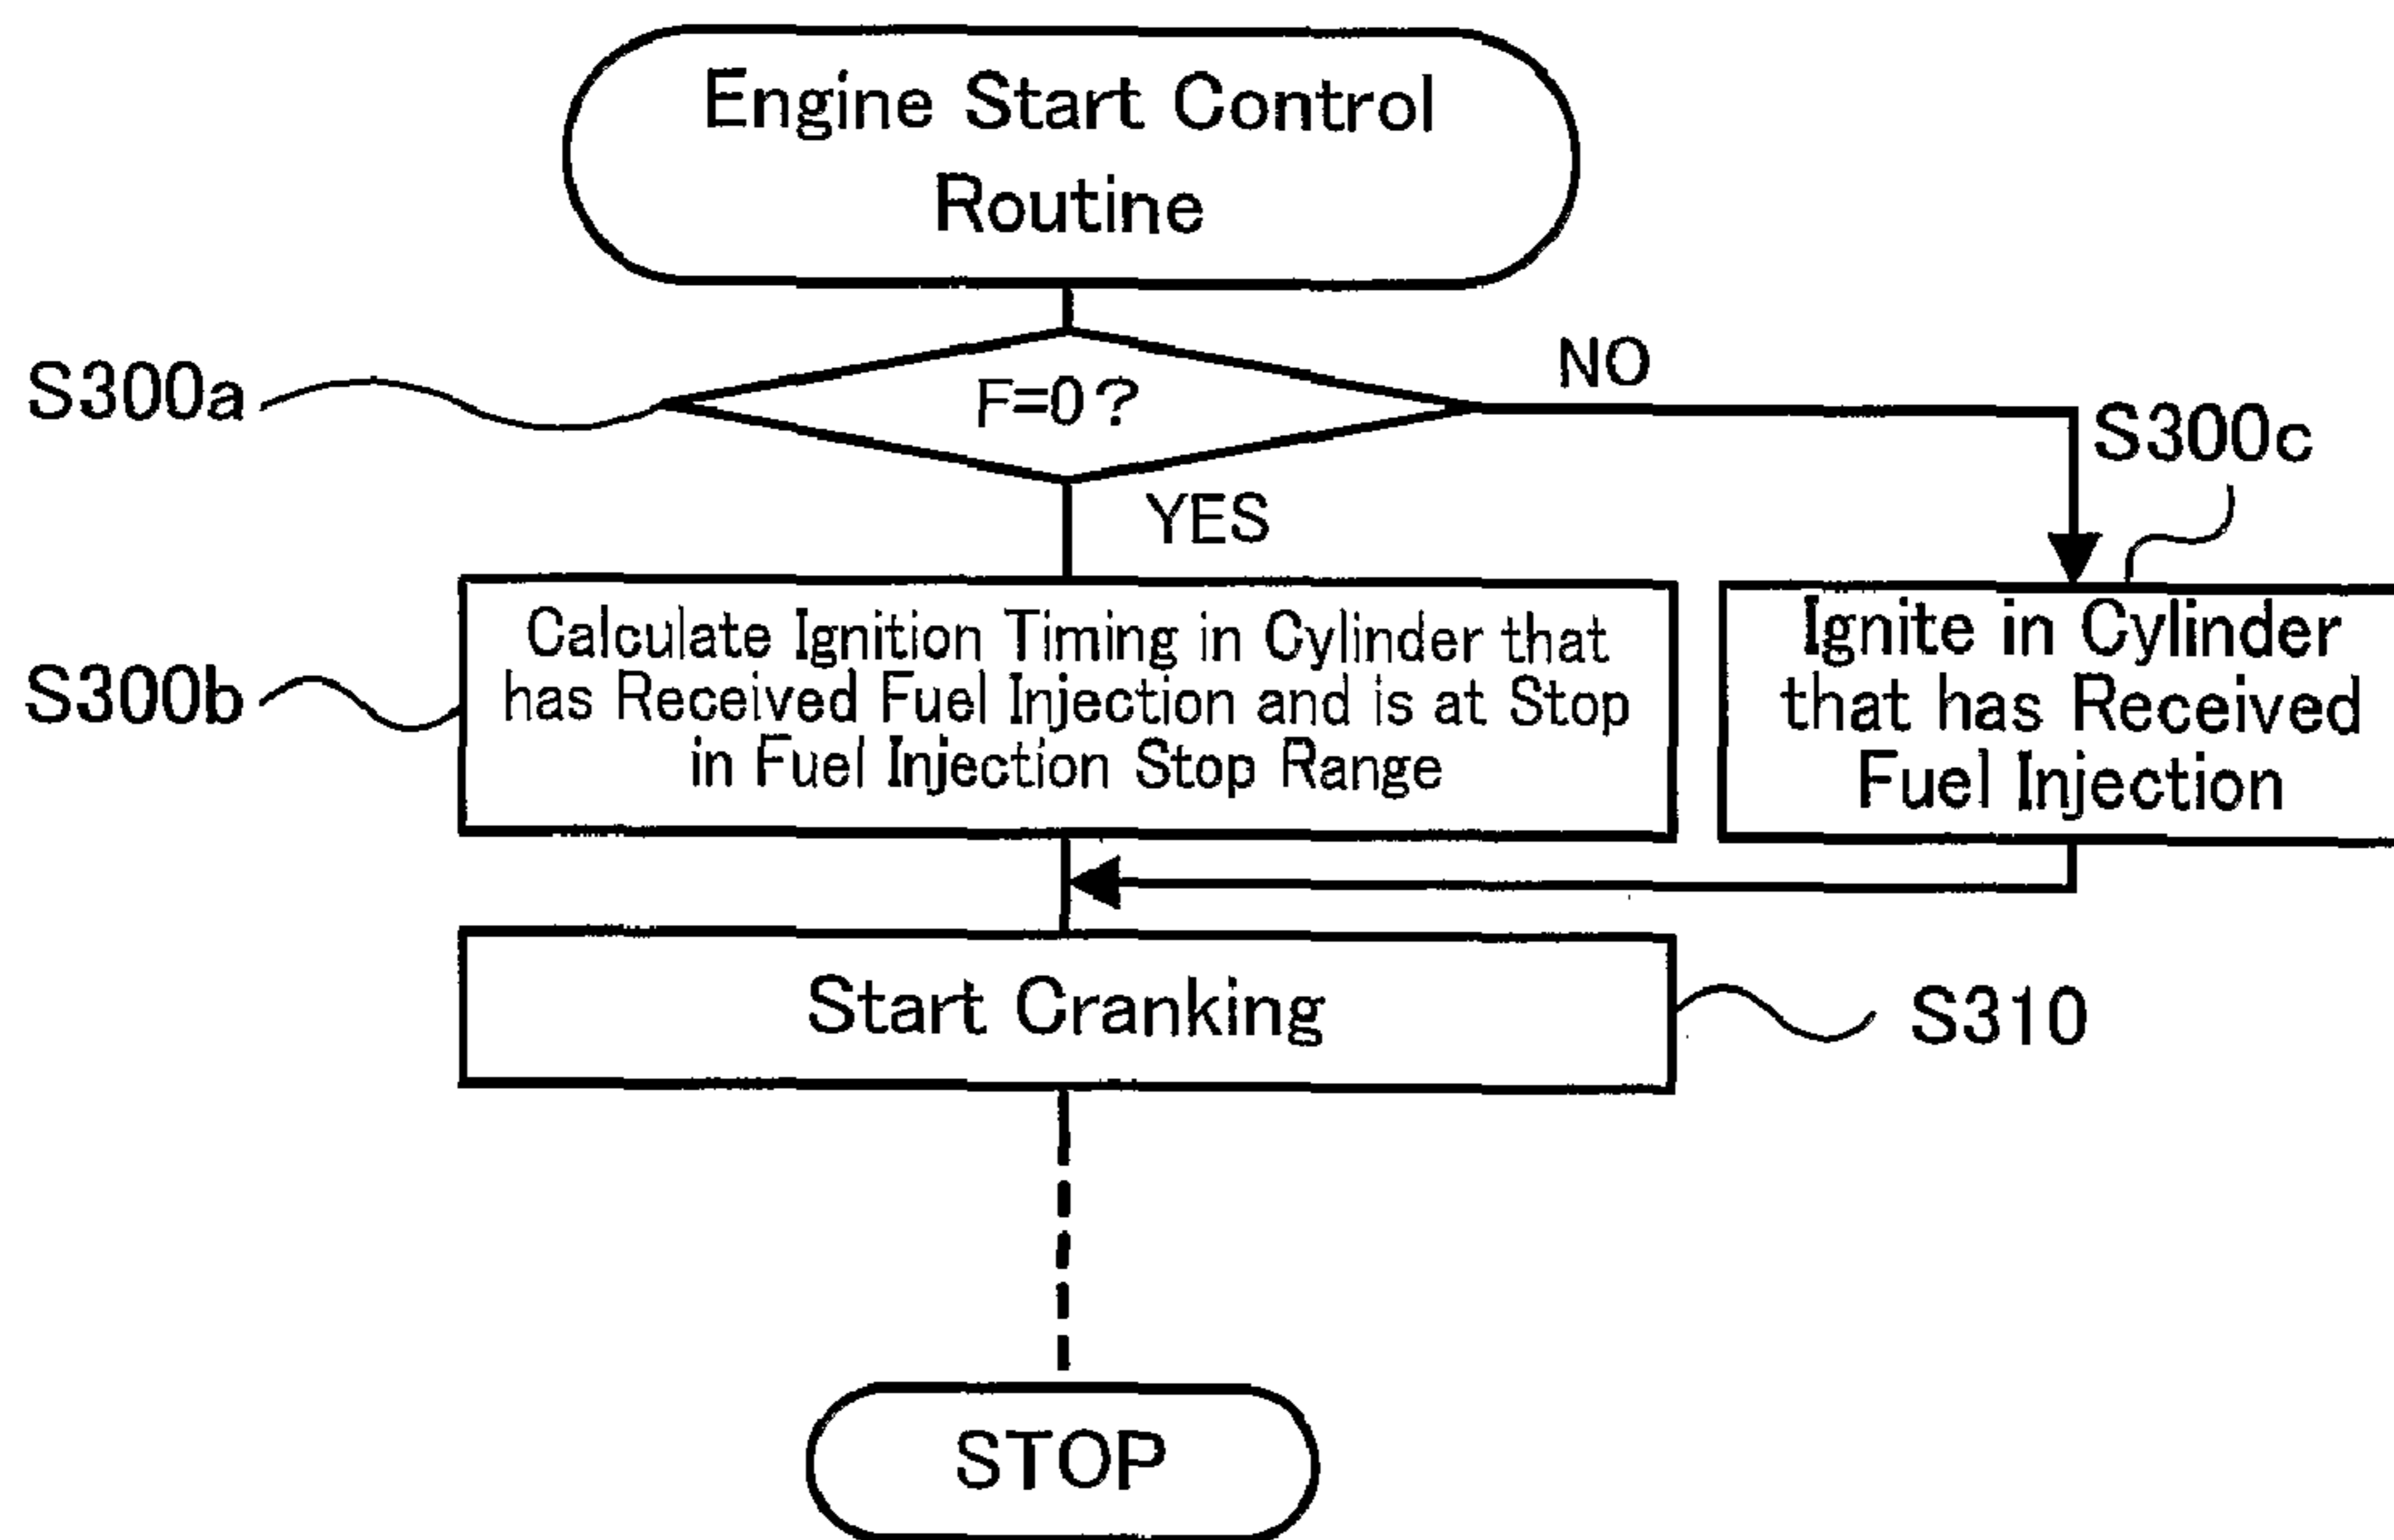 Engine Start Control
Routine
S300a
F=0?
NO
S300c
YES
S300b
Calculate Ignition Timing in Cylinder that
has Received Fuel Injection and is at Stop
in Fuel Injection Stop Range
Ignite in Cylinder
that has Received
Fuel Injection
Start Cranking
S310
STOP